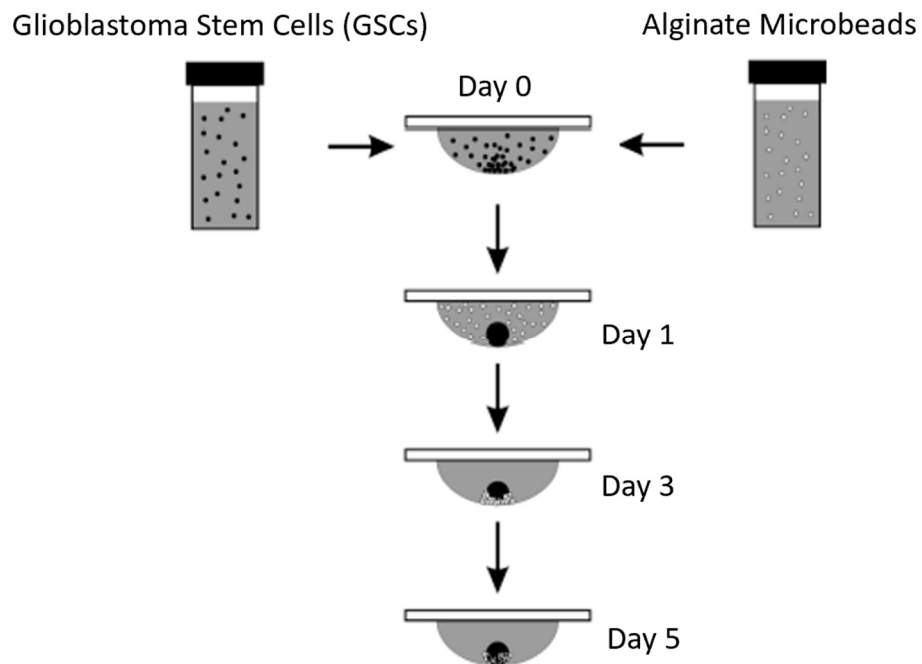 Glioblastoma Stem Cells (GSCs)
Alginate Microbeads
Day 0
Day 1
Day 3
Day 5